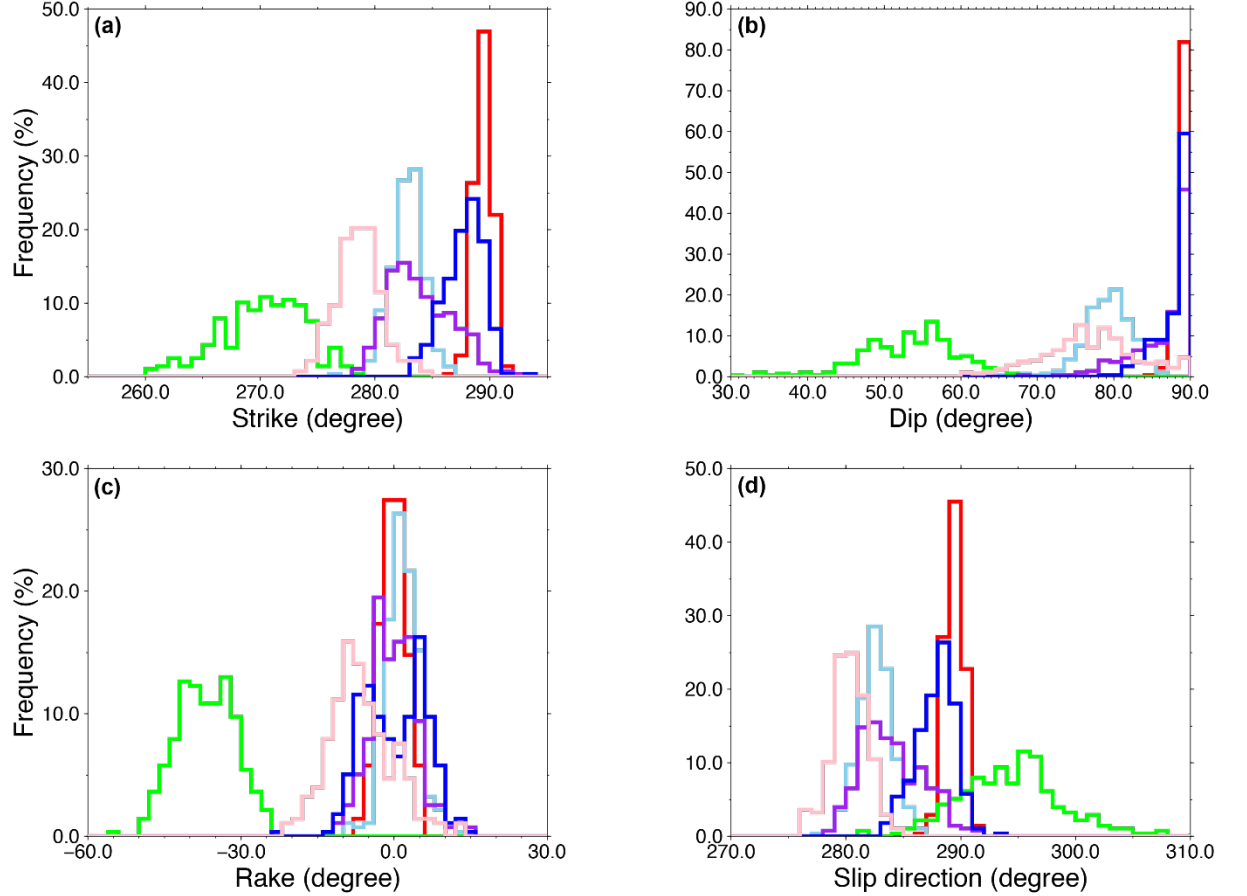 (a)
50.0
40.0
30.0
20.0
10.0
0.0
Frequency (%)
260.0 270.0 280.0 290.0
Strike (degree)
(b)
90.0
80.0
70.0
60.0
50.0
40.0
30.0
20.0
10.0
0.0
30.0 40.0 50.0 60.0 70.0 80.0 90.0
Dip (degree)
(c)
30.0
20.0
10.0
0.0
Frequency (%)
−60.0 −30.0 0.0 30.0
Rake (degree)
(d)
50.0
40.0
30.0
20.0
10.0
0.0
270.0 280.0 290.0 300.0 310.0
Slip direction (degree)